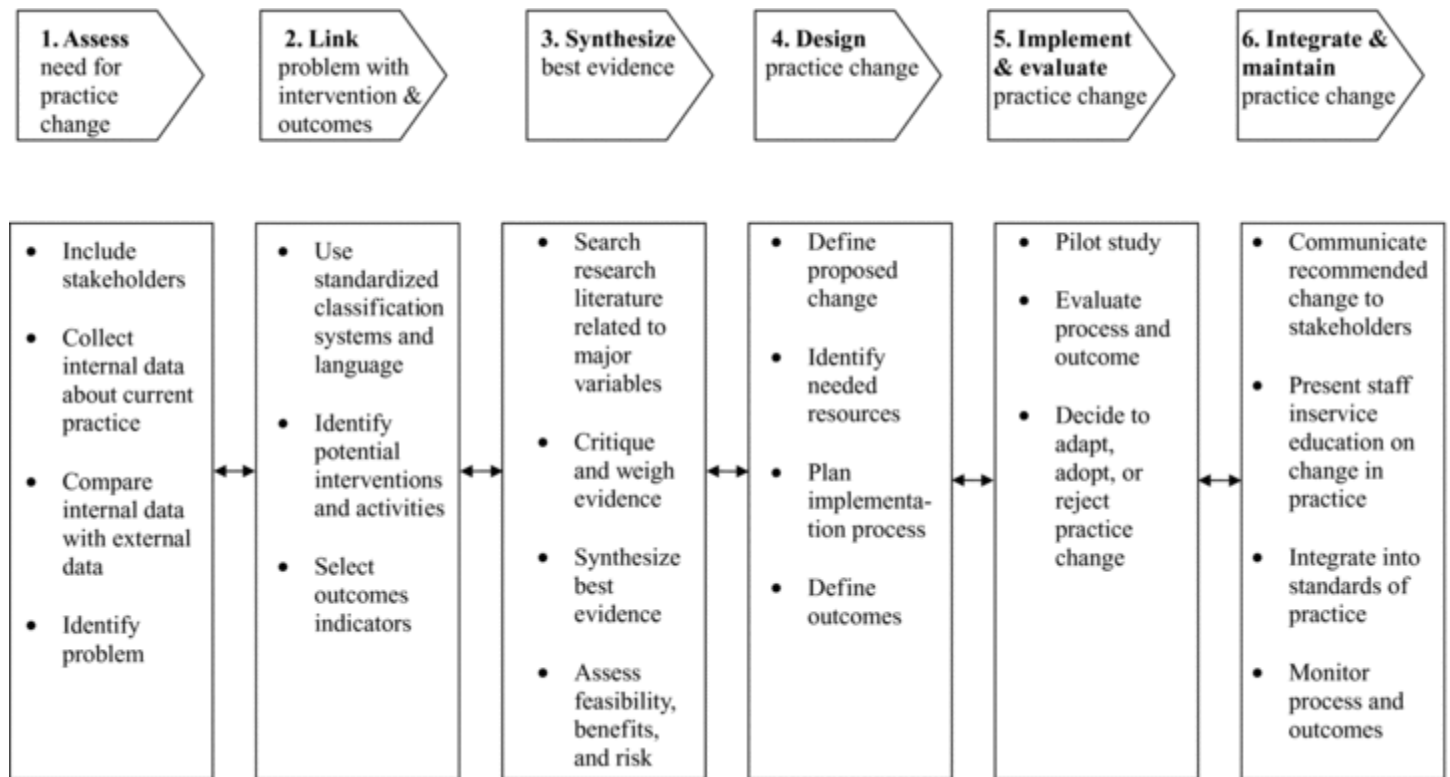 1. Assess
need for
practice
change
2. Link
problem with
intervention &
outcomes
3. Synthesize
best evidence
4. Design
practice change
5. Implement
& evaluate
practice change
6. Integrate &
maintain
practice change
• Include
stakeholders
• Collect
internal data
about current
practice
• Compare
internal data
with external
data
• Identify
problem
• Use
standardized
classification
systems and
language
• Identify
potential
interventions
and activities
• Select
outcomes
indicators
• Search
research
literature
related to
major
variables
• Critique
and weigh
evidence
• Synthesize
best
evidence
• Assess
feasibility,
benefits,
and risk
• Define
proposed
change
• Identify
needed
resources
• Plan
implementa-
tion process
• Define
outcomes
• Pilot study
• Evaluate
process and
outcome
• Decide to
adapt,
adopt, or
reject
practice
change
• Communicate
recommended
change to
stakeholders
• Present staff
inservice
education on
change in
practice
• Integrate into
standards of
practice
• Monitor
process and
outcomes